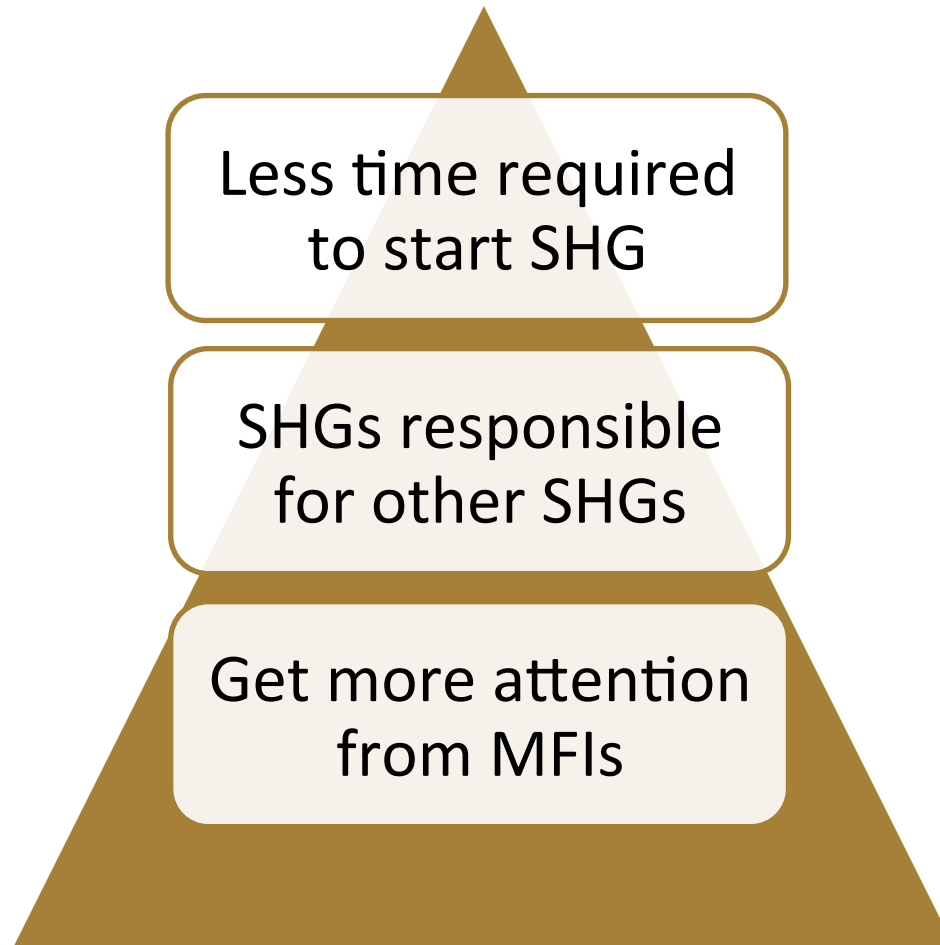 Less time required
to start SHG
SHGs responsible
for other SHGs
Get more attention
from MFIs